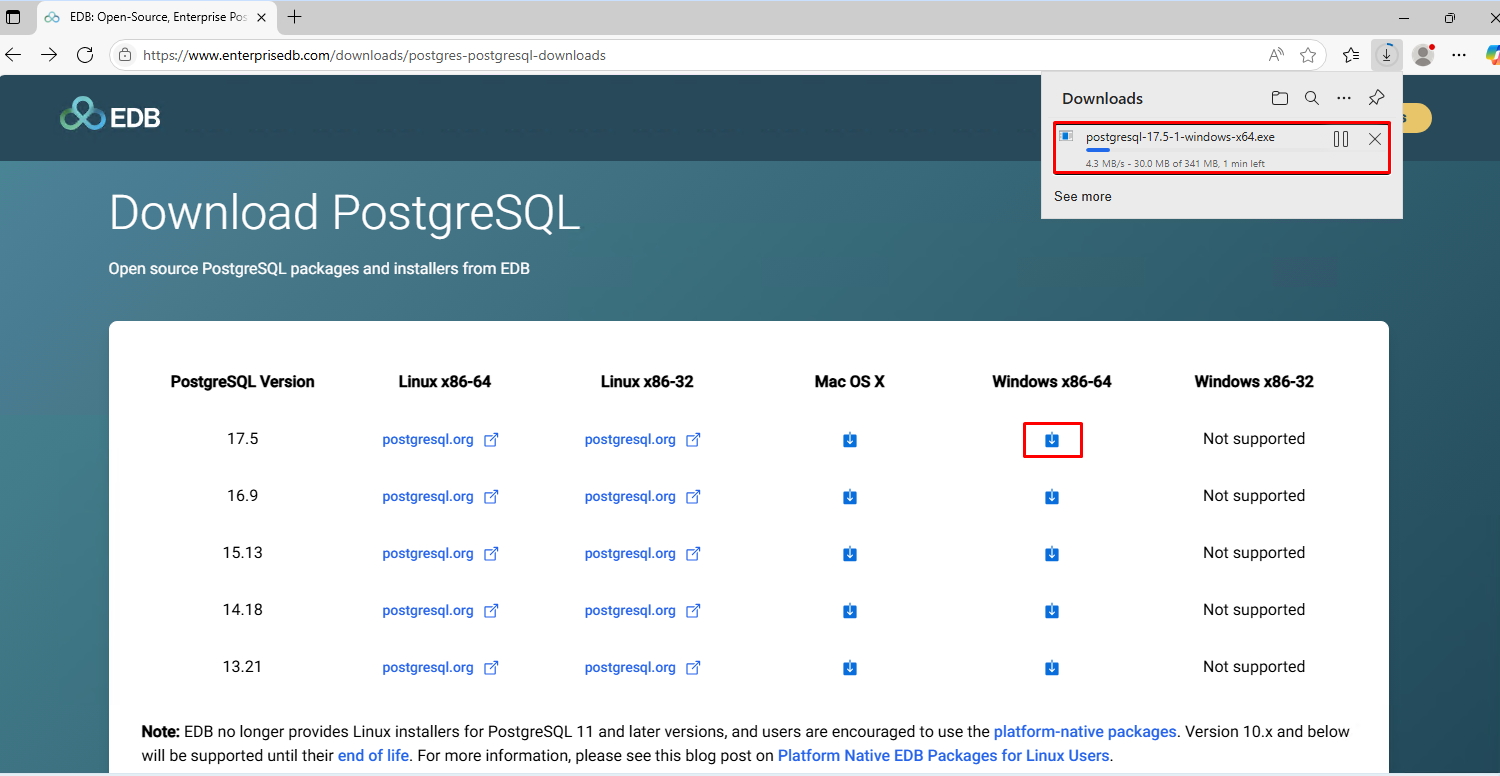 EDB: Open-Source, Enterprise Pos
https://www.enterprisedb.com/downloads/postgres-postgresql-downloads
Downloads
postgresql-17.5-1-windows-x64.exe
4.3 MB/s - 30.0 MB of 341 MB, 1 min left
See more
EDB
s
Download PostgreSQL
Open source PostgreSQL packages and installers from EDB
PostgreSQL Version Linux x86-64 Linux x86-32 Mac OS X Windows x86-64 Windows x86-32
17.5 postgresql.org postgresql.org Not supported
16.9 postgresql.org postgresql.org Not supported
15.13 postgresql.org postgresql.org Not supported
14.18 postgresql.org postgresql.org Not supported
13.21 postgresql.org postgresql.org Not supported
Note: EDB no longer provides Linux installers for PostgreSQL 11 and later versions, and users are encouraged to use the platform-native packages. Version 10.x and below
will be supported until their end of life. For more information, please see this blog post on Platform Native EDB Packages for Linux Users.